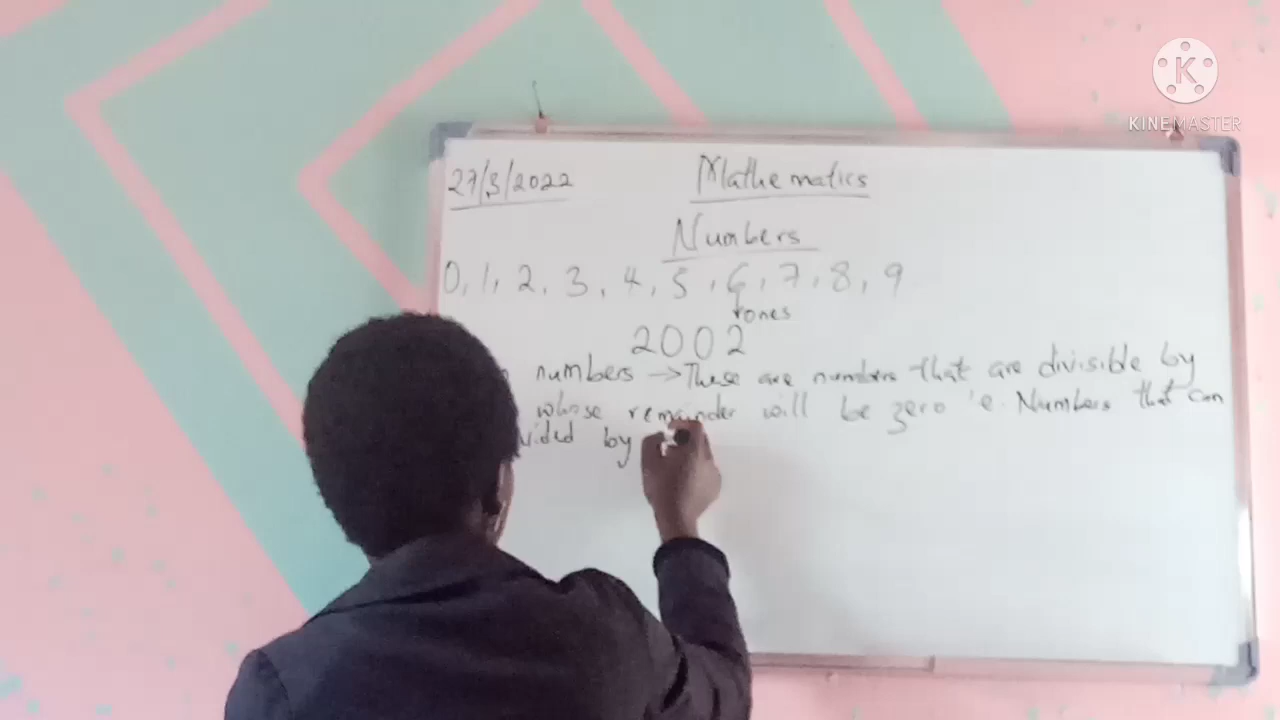 KINEMASTER
27/3/2022 Mathematics
Numbers
0, 1, 2, 3, 4, 5, 6, 7, 8, 9
ones
2002
numbers → These are numbers that are divisible by
whose remainder will be zero i.e. Numbers that can
by